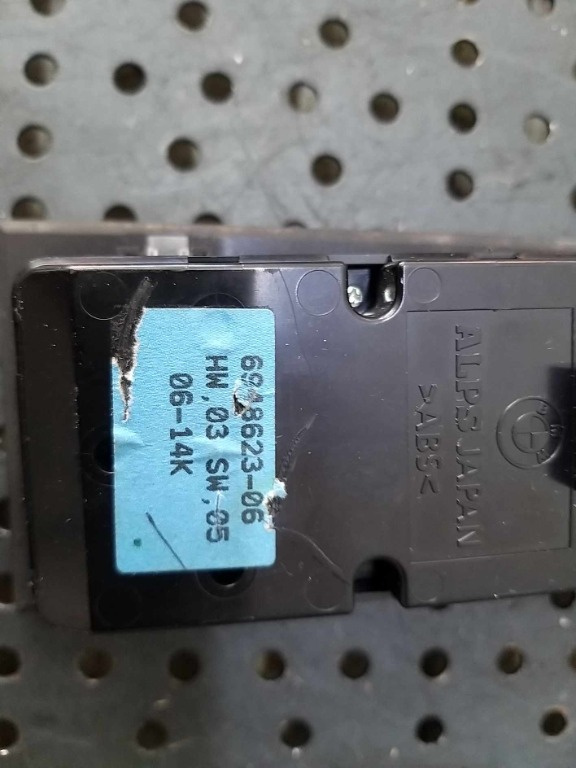 6948623-06
HW,03 SW,05
06-14K
ALPS JAPAN
>ABS<